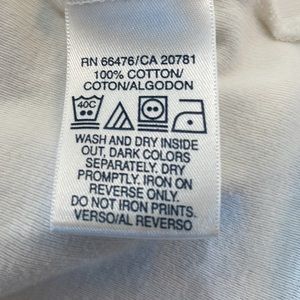 RN 66476/CA 20781
100% COTTON/
COTON/ALGODON
40C
WASH AND DRY INSIDE
OUT, DARK COLORS
SEPARATELY. DRY
PROMPTLY. IRON ON
REVERSE ONLY.
DO NOT IRON PRINTS.
VERSO/AL REVERSO